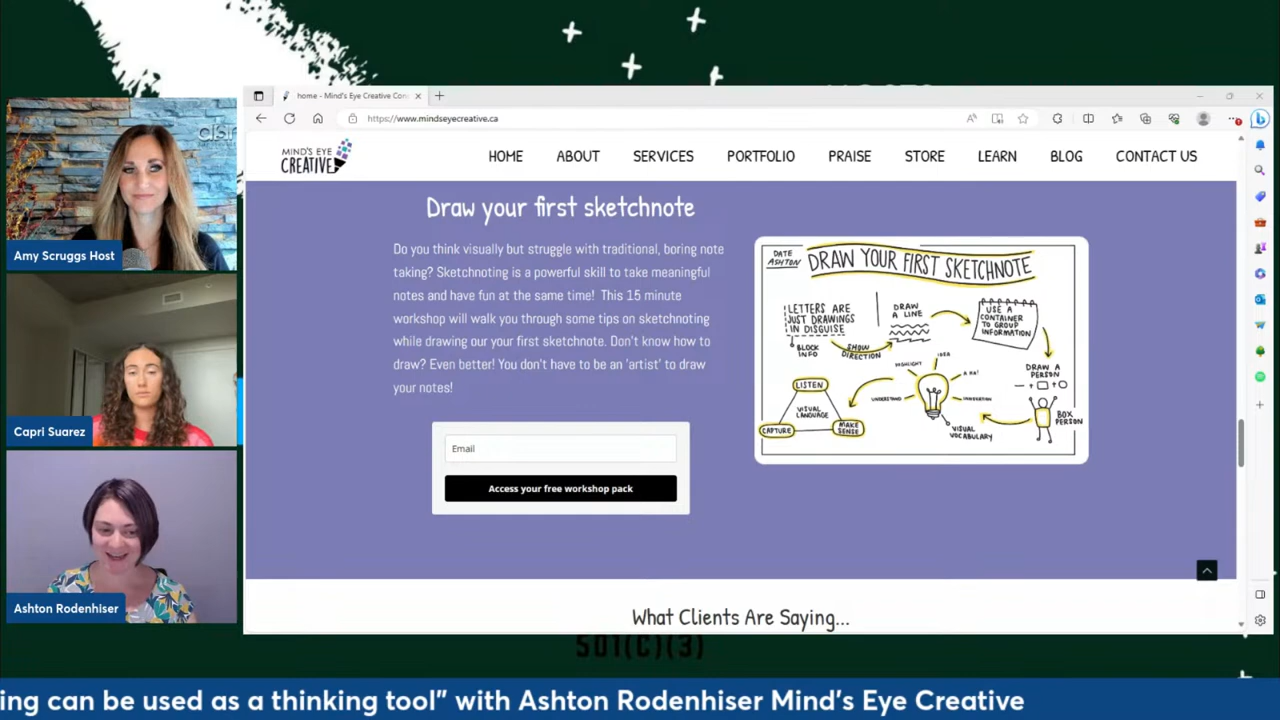 home - Mind's Eye Creative Con
https://www.mindseyecreative.ca
MIND'S EYE
CREATIVE
HOME
ABOUT
SERVICES
PORTFOLIO
PRAISE
STORE
LEARN
BLOG
CONTACT US
Amy Scruggs Host
Capri Suarez
Ashton Rodenhiser
Draw your first sketchnote
Do you think visually but struggle with traditional, boring note
taking? Sketchnoting is a powerful skill to take meaningful
notes and have fun at the same time! This 15 minute
workshop will walk you through some tips on sketchnoting
while drawing our your first sketchnote. Don't know how to
draw? Even better! You don't have to be an 'artist' to draw
your notes!
Email
Access your free workshop pack
DATE
ASHTON
DRAW YOUR FIRST SKETCHNOTE
LETTERS ARE
JUST DRAWINGS
IN DISGUISE
BLOCK
INFO
SHOW
DIRECTION
DRAW
A LINE
USE A
CONTAINER
TO GROUP
INFORMATION
DRAW A
PERSON
BOX
PERSON
HIGHLIGHT
IDEA
A HA!
UNDERSTAND
INNOVATION
VISUAL
VOCABULARY
LISTEN
VISUAL
LANGUAGE
CAPTURE
MAKE
SENSE
What Clients Are Saying...
501(C)(3)
ing can be used as a thinking tool" with Ashton Rodenhiser Mind's Eye Creative